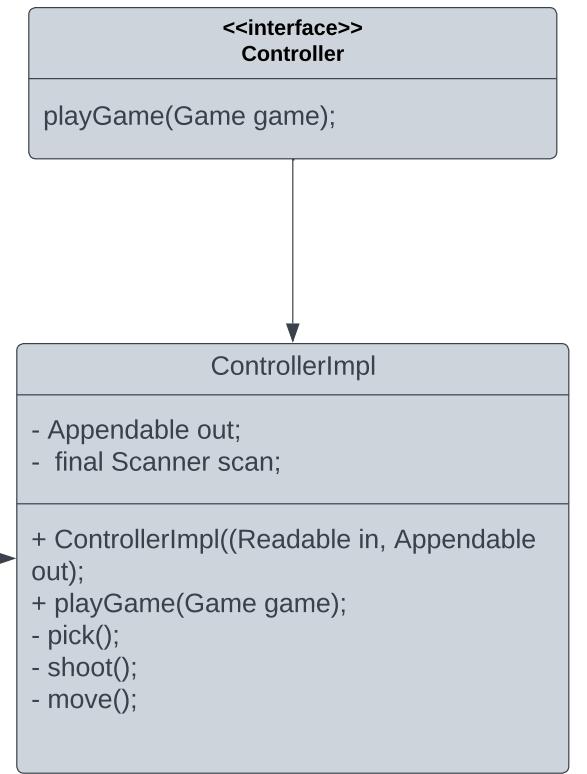 <<interface>>
Controller
playGame(Game game);
ControllerImpl
- Appendable out;
-  final Scanner scan;
+ ControllerImpl((Readable in, Appendable
out);
+ playGame(Game game);
- pick();
- shoot();
- move();